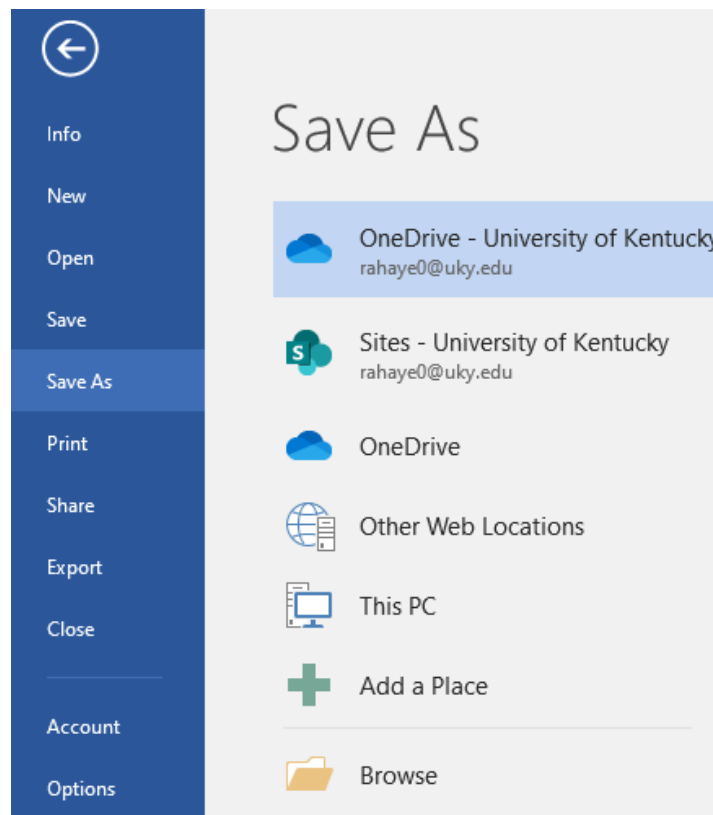 Info
New
Open
Save
Save As
Print
Share
Export
Close
Account
Options
Save As
OneDrive - University of Kentucky
rahaye0@uky.edu
S
Sites - University of Kentucky
rahaye0@uky.edu
OneDrive
Other Web Locations
This PC
Add a Place
Browse